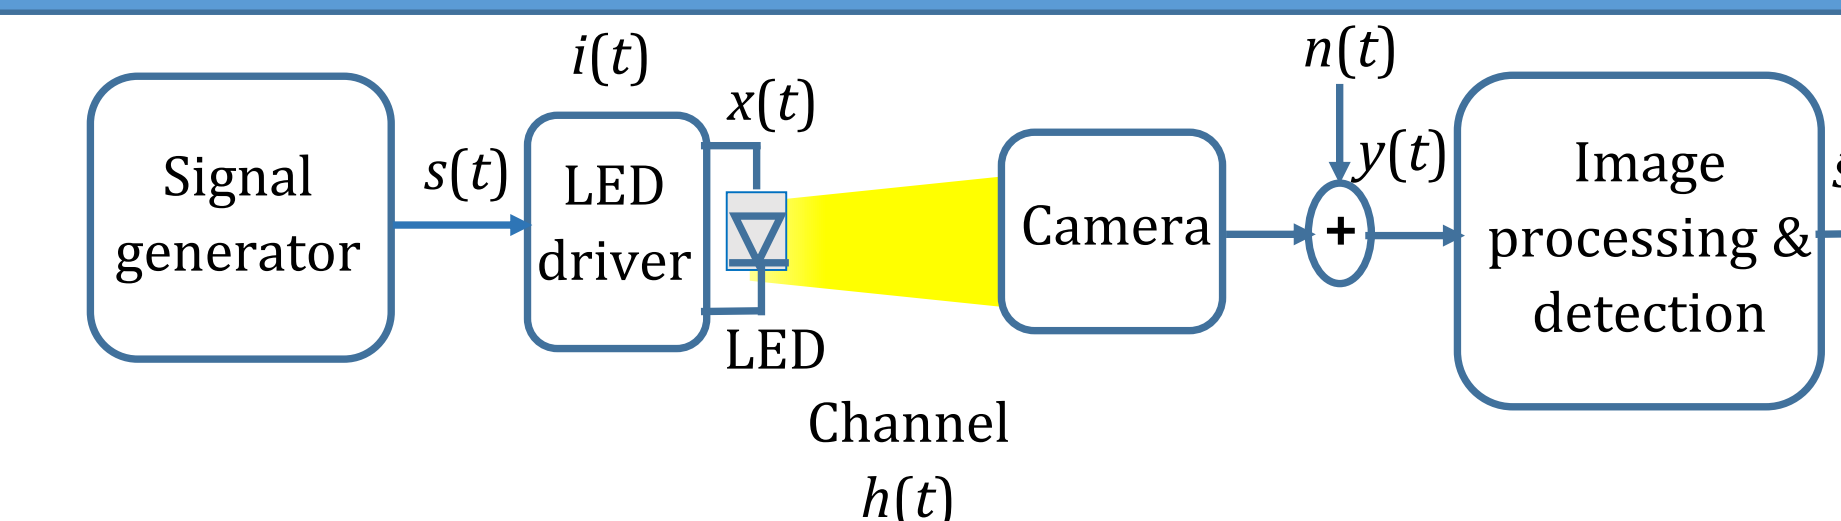 Signal
generator
s(t)
i(t)
LED
driver
x(t)
LED
Channel
h(t)
Camera
n(t)
+
y(t)
Image
processing &
detection